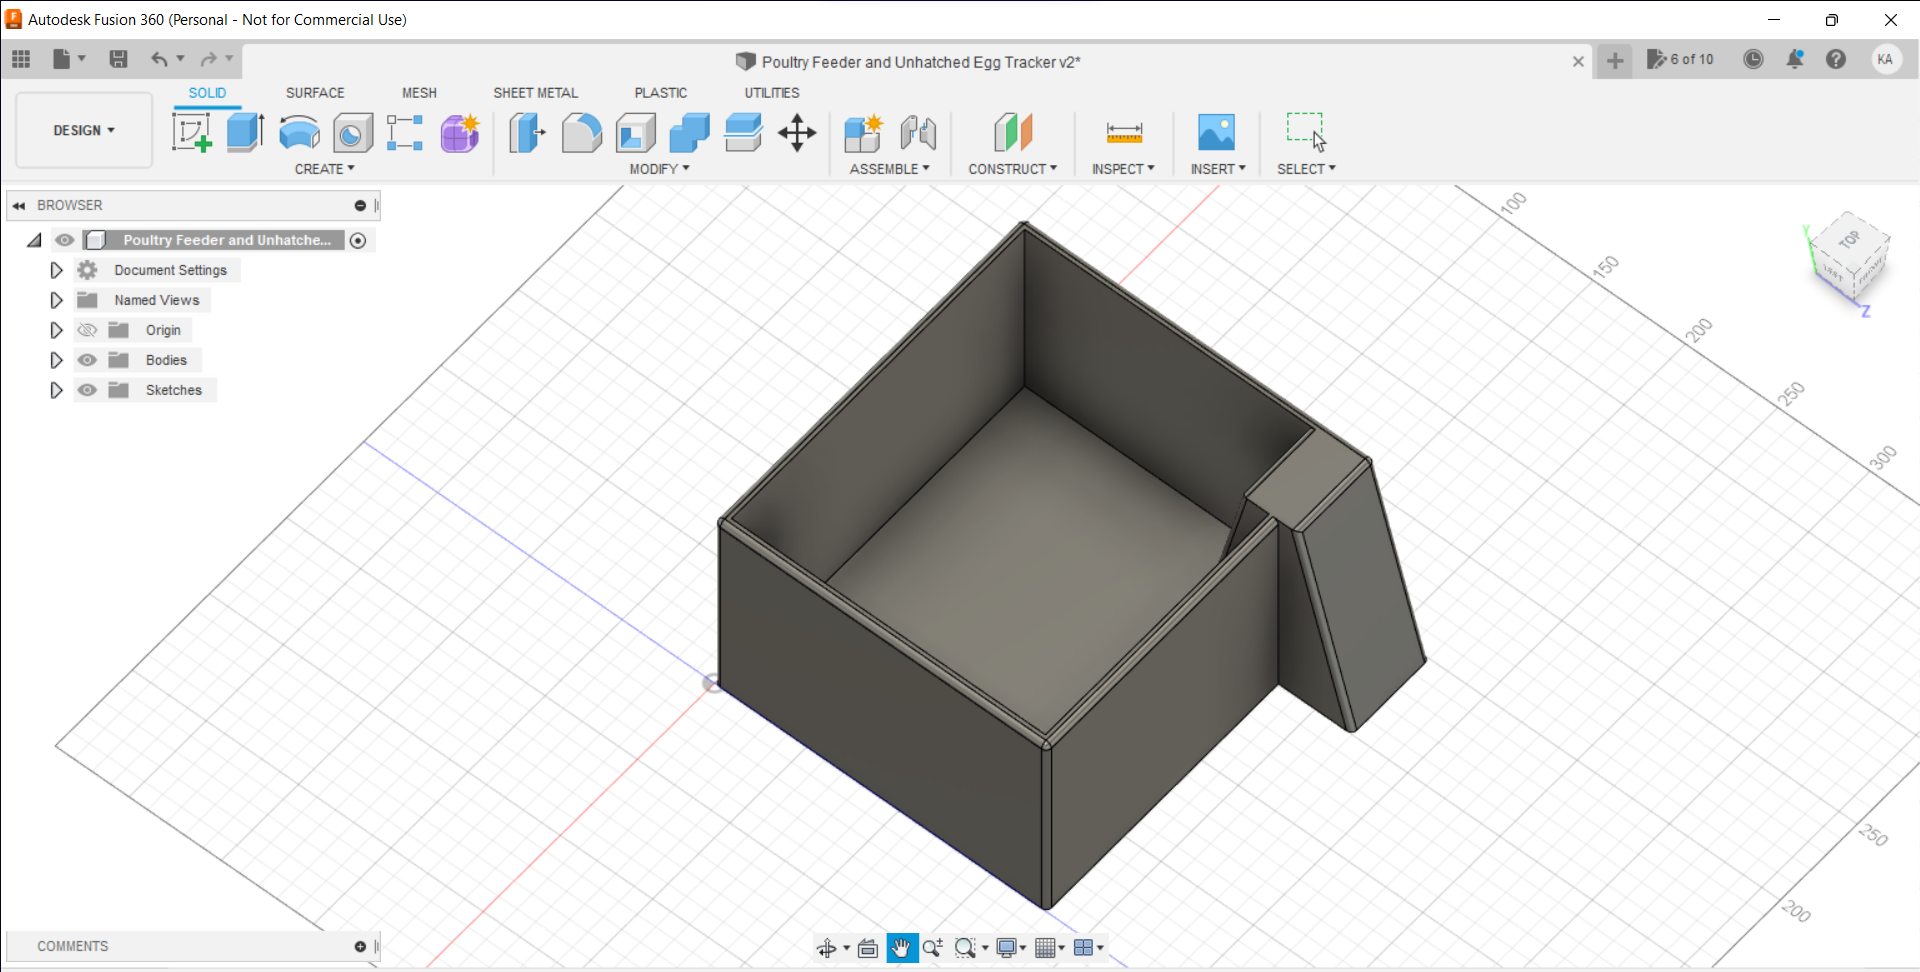 Autodesk Fusion 360 (Personal - Not for Commercial Use)
Poultry Feeder and Unhatched Egg Tracker v2*
6 of 10
KA
SOLID
SURFACE
MESH
SHEET METAL
PLASTIC
UTILITIES
DESIGN
CREATE
MODIFY
ASSEMBLE
CONSTRUCT
INSPECT
INSERT
SELECT
BROWSER
Poultry Feeder and Unhatche...
Document Settings
Named Views
Origin
Bodies
Sketches
100
150
200
250
300
250
200
TOP
LEFT
Y
Z
COMMENTS